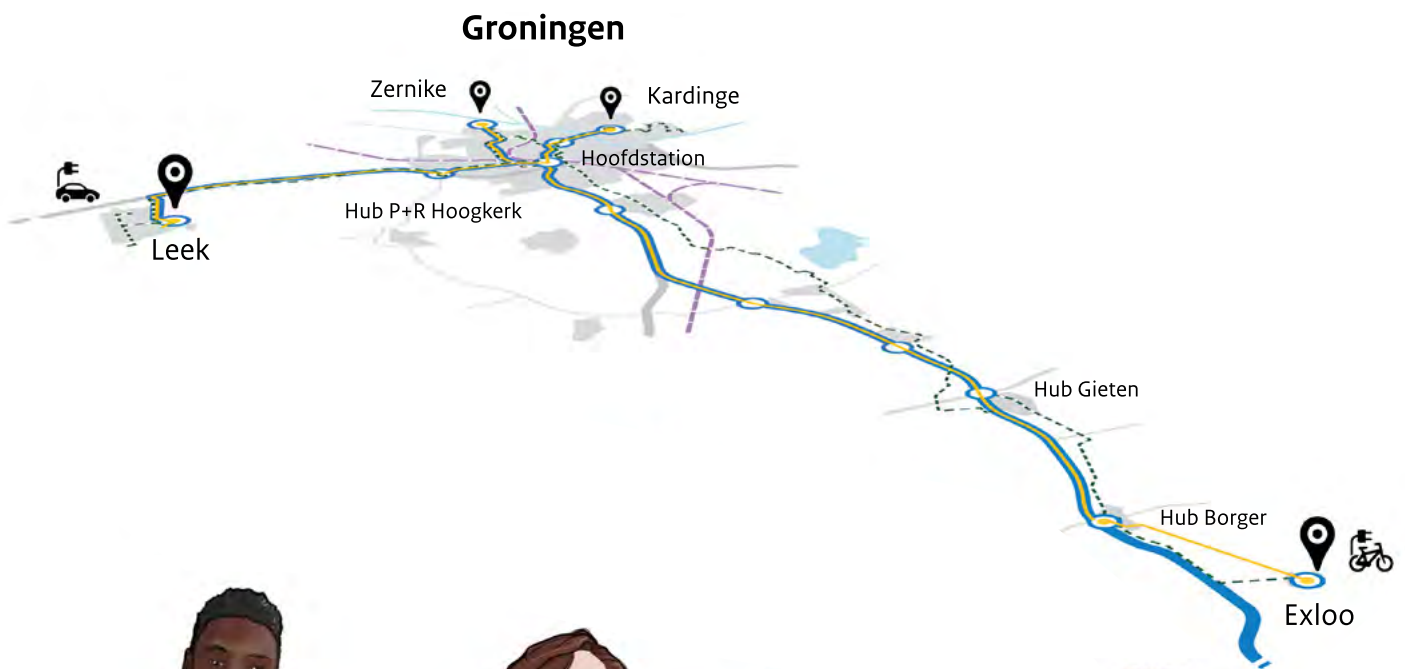 Groningen
Zernike
Kardinge
Hoofdstation
Hub P+R Hoogkerk
Leek
Hub Gieten
Hub Borger
Exloo